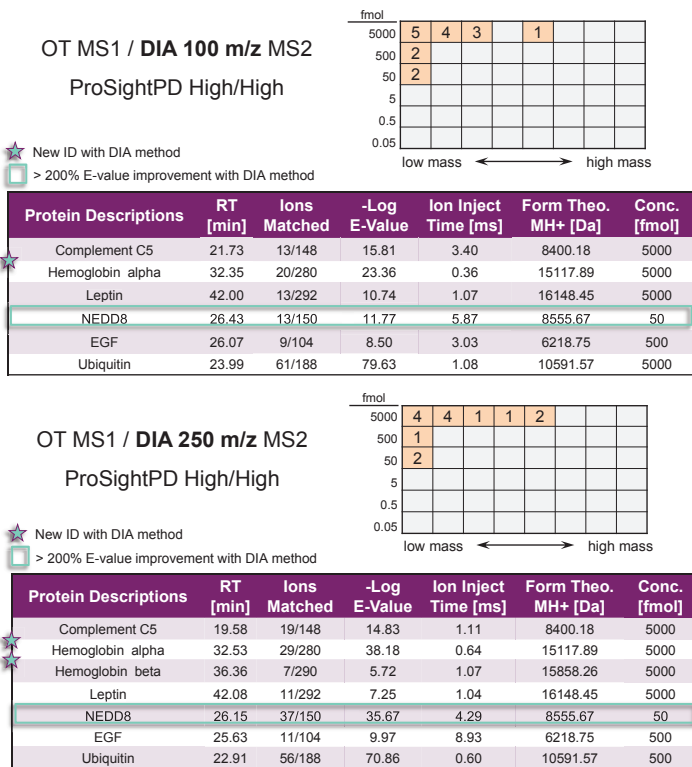 fmol
OT MS1 / DIA 100 m/z MS2
ProSightPD High/High
5000 5 4 3 1
500 2
50 2
5
0.5
0.05
low mass high mass
New ID with DIA method
> 200% E-value improvement with DIA method
Protein Descriptions RT [min] Ions Matched -Log E-Value Ion Inject Time [ms] Form Theo. MH+ [Da] Conc. [fmol]
Complement C5 21.73 13/148 15.81 3.40 8400.18 5000
Hemoglobin alpha 32.35 20/280 23.36 0.36 15117.89 5000
Leptin 42.00 13/292 10.74 1.07 16148.45 5000
NEDD8 26.43 13/150 11.77 5.87 8555.67 50
EGF 26.07 9/104 8.50 3.03 6218.75 500
Ubiquitin 23.99 61/188 79.63 1.08 10591.57 5000
fmol
OT MS1 / DIA 250 m/z MS2
ProSightPD High/High
5000 4 4 1 1 2
500 1
50 2
5
0.5
0.05
low mass high mass
New ID with DIA method
> 200% E-value improvement with DIA method
Protein Descriptions RT [min] Ions Matched -Log E-Value Ion Inject Time [ms] Form Theo. MH+ [Da] Conc. [fmol]
Complement C5 19.58 19/148 14.83 1.11 8400.18 5000
Hemoglobin alpha 32.53 29/280 38.18 0.64 15117.89 5000
Hemoglobin beta 36.36 7/290 5.72 1.07 15858.26 5000
Leptin 42.08 11/292 7.25 1.04 16148.45 5000
NEDD8 26.15 37/150 35.67 4.29 8555.67 50
EGF 25.63 11/104 9.97 8.93 6218.75 500
Ubiquitin 22.91 56/188 70.86 0.60 10591.57 500